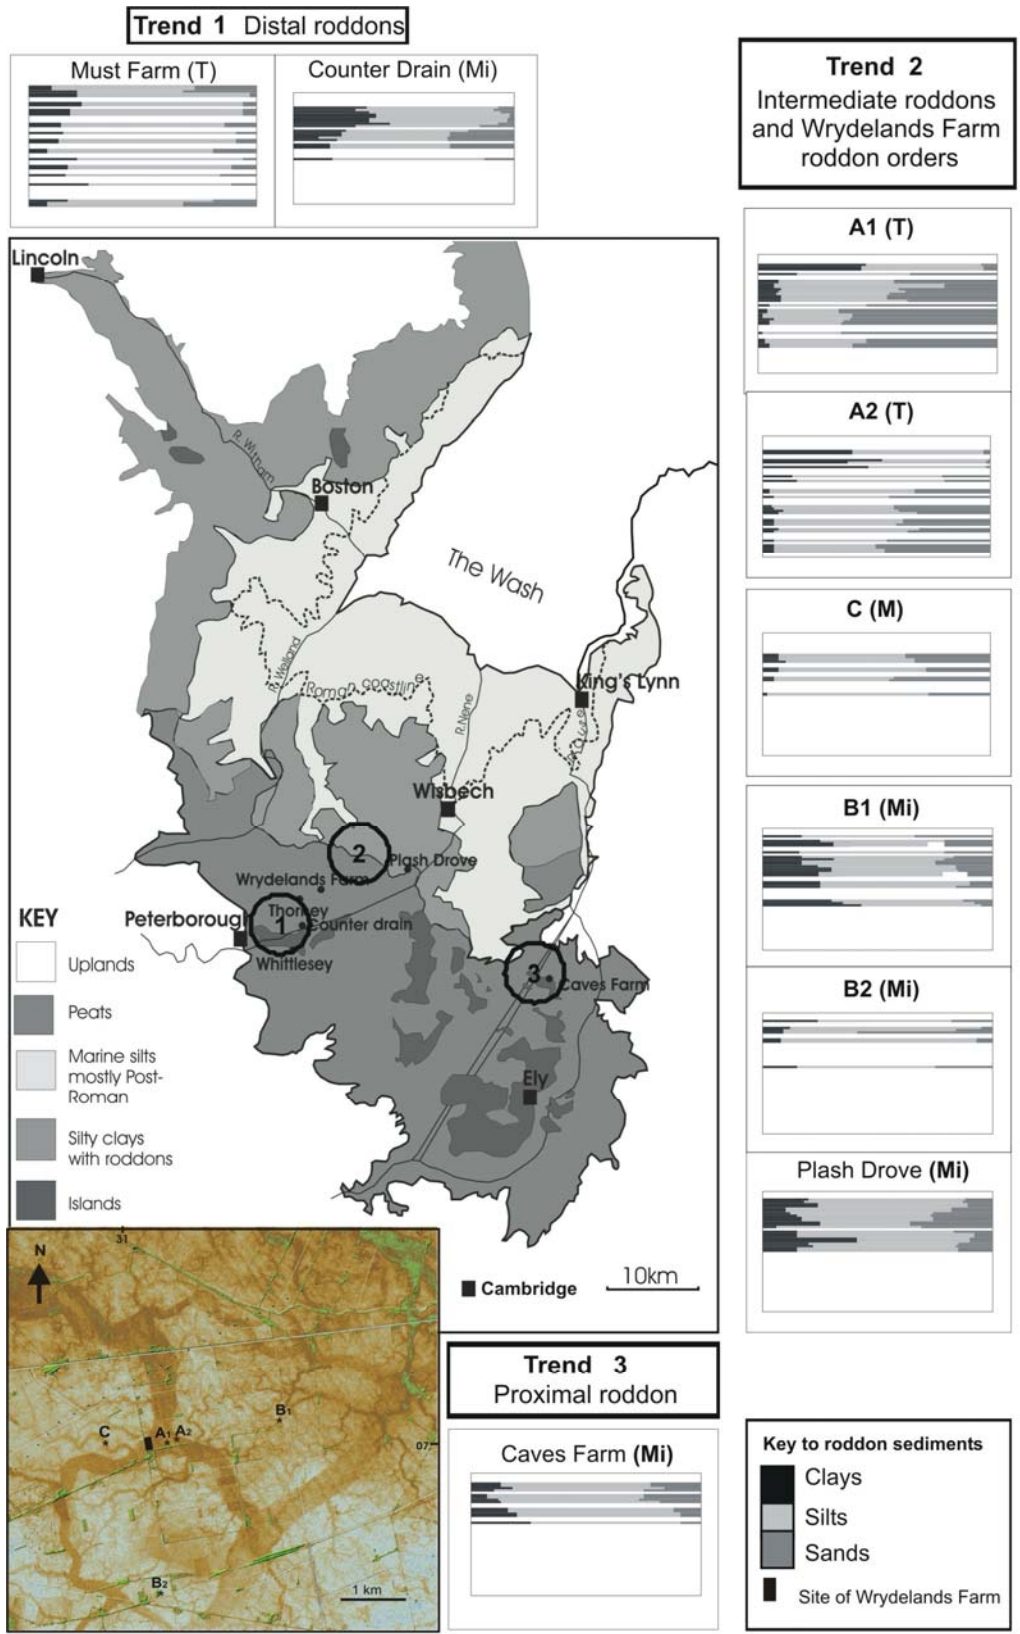 Trend 1 Distal roddons
Must Farm (T)
Counter Drain (Mi)
Trend 2
Intermediate roddons
and Wrydelands Farm
roddon orders
A1 (T)
A2 (T)
C (M)
B1 (Mi)
B2 (Mi)
Plash Drove (Mi)
Lincoln
R. Witham
Boston
The Wash
R. Welland
Roman coastline
R.Nene
King's Lynn
Wisbech
2
Plash Drove
Wrydelands Farm
Thorney
1
Counter drain
Peterborough
Whittlesey
3
Caves Farm
Ely
Cambridge
10km
KEY
Uplands
Peats
Marine silts
mostly Post-
Roman
Silty clays
with roddons
Islands
31
N
B1
C
A1
A2
07
B2
1 km
Trend 3
Proximal roddon
Caves Farm (Mi)
Key to roddon sediments
Clays
Silts
Sands
Site of Wrydelands Farm